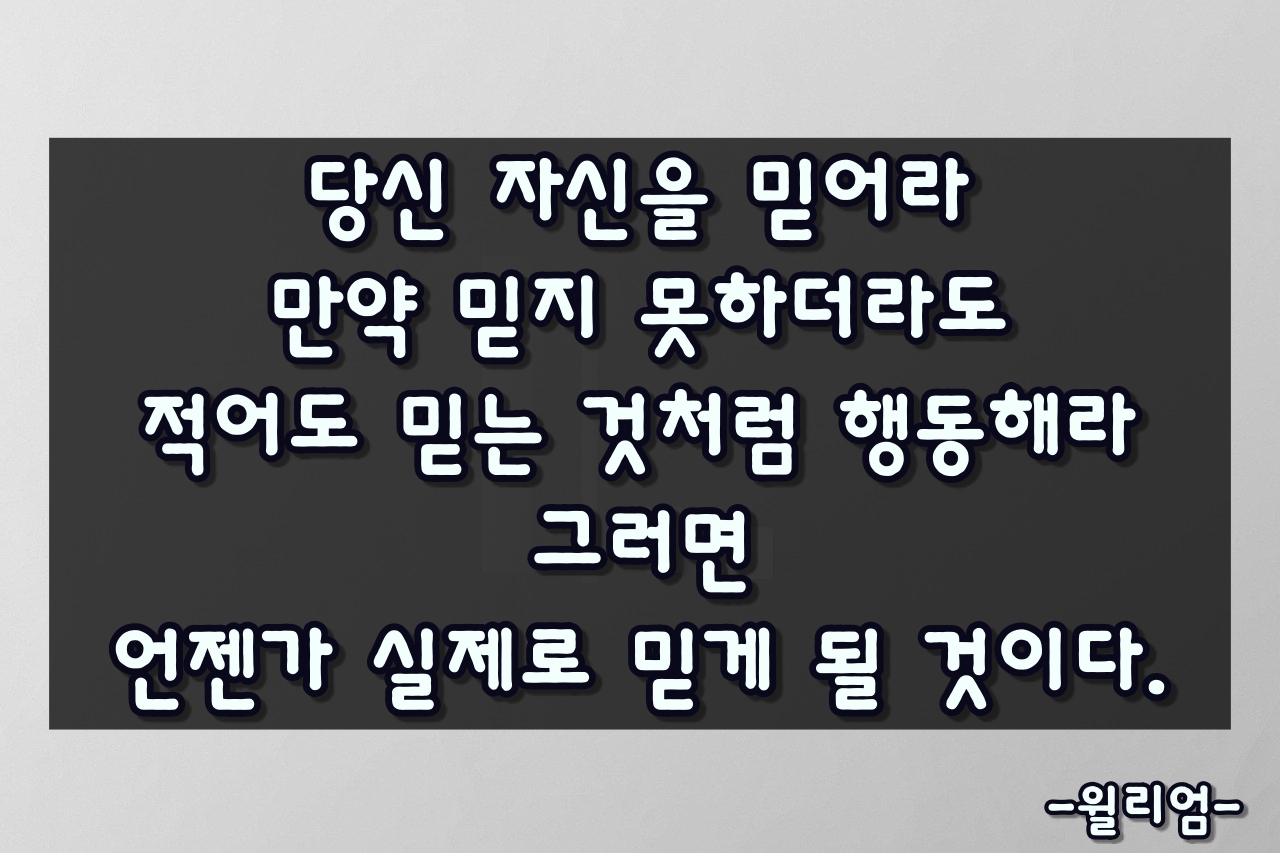 당신 자신을 믿어라
만약 믿지 못하더라도
적어도 믿는 것처럼 행동해라
그러면
언젠가 실제로 믿게 될 것이다.
-윌리엄-